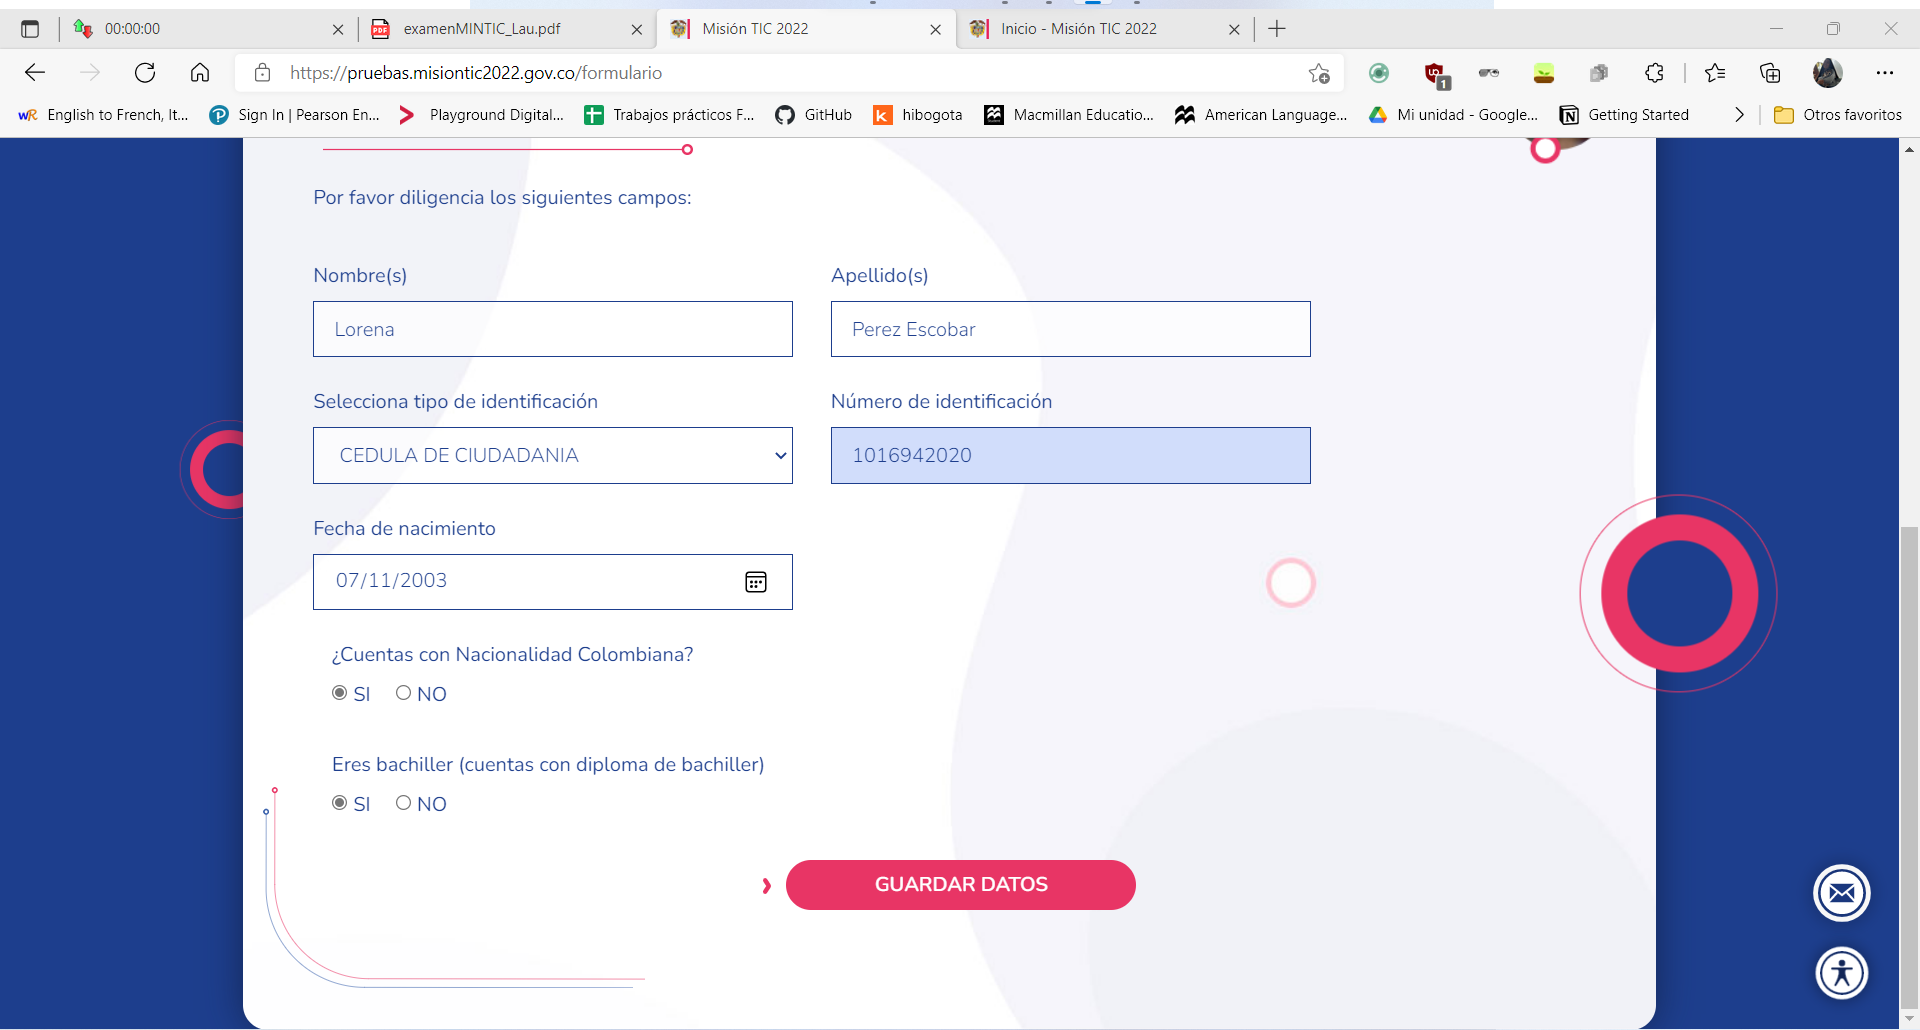 00:00:00
examenMINTIC_Lau.pdf
Misión TIC 2022
Inicio - Misión TIC 2022
https://pruebas.misiontic2022.gov.co/formulario
1
English to French, It...
Sign In | Pearson En...
Playground Digital...
Trabajos prácticos F...
GitHub
hibogota
Macmillan Educatio...
American Language...
Mi unidad - Google...
Getting Started
Otros favoritos
Por favor diligencia los siguientes campos:
Nombre(s)
Apellido(s)
Lorena
Perez Escobar
Selecciona tipo de identificación
Número de identificación
CEDULA DE CIUDADANIA
1016942020
Fecha de nacimiento
07/11/2003
¿Cuentas con Nacionalidad Colombiana?
SI NO
Eres bachiller (cuentas con diploma de bachiller)
SI NO
GUARDAR DATOS